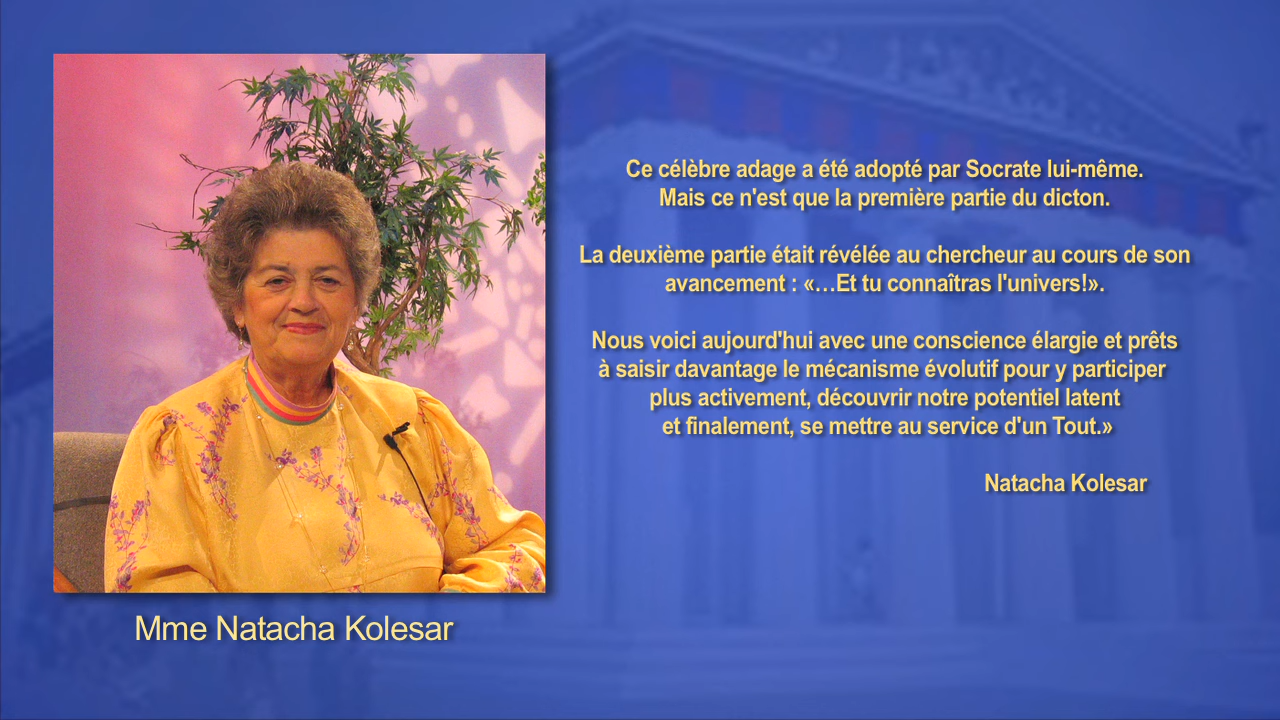 Ce célèbre adage a été adopté par Socrate lui-même.
Mais ce n'est que la première partie du dicton.
La deuxième partie était révélée au chercheur au cours de son
avancement : «…Et tu connaîtras l'univers!».
Nous voici aujourd'hui avec une conscience élargie et prêts
à saisir davantage le mécanisme évolutif pour y participer
plus activement, découvrir notre potentiel latent
et finalement, se mettre au service d'un Tout.»
Natacha Kolesar
Mme Natacha Kolesar